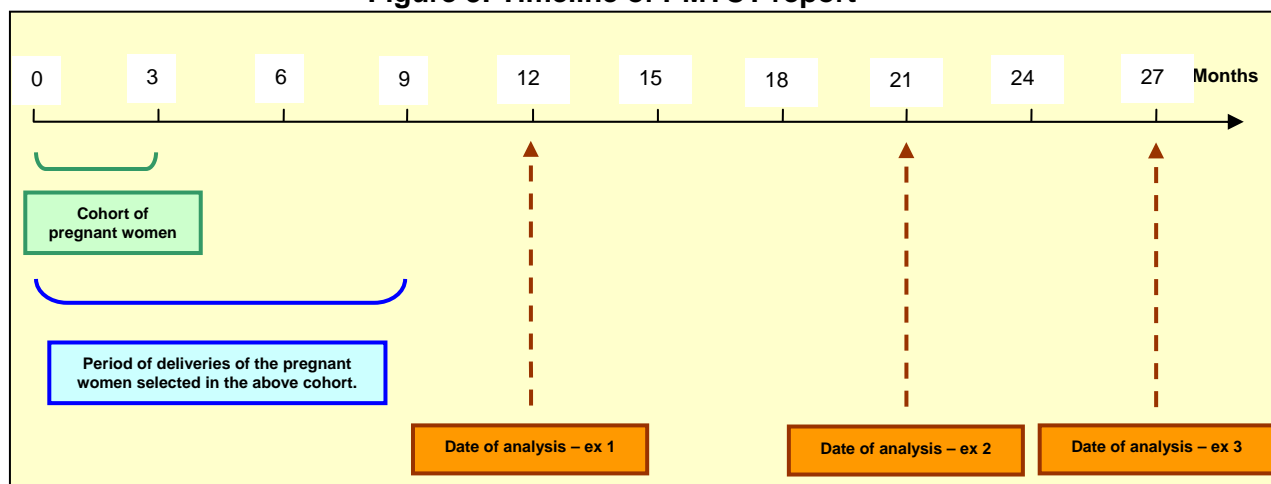 0 3 6 9 12 15 18 21 24 27 Months
Cohort of
pregnant women
Period of deliveries of the pregnant
women selected in the above cohort.
Date of analysis – ex 1
Date of analysis – ex 2
Date of analysis – ex 3